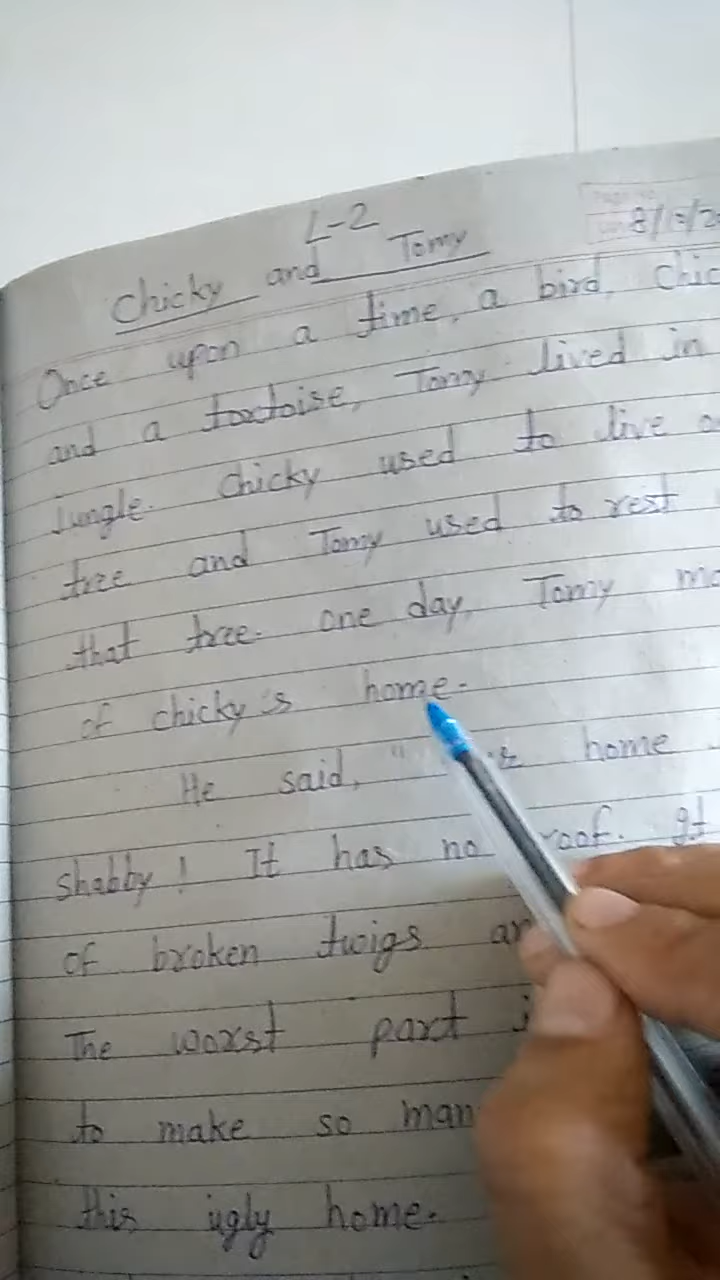 L-2
8/
Chicky and Tomy
Once upon a time, a bird, Chic
and a tortoise, Tomy lived in
Jungle. Chicky used to live
tree and Tomy used to rest
that tree. one day, Tomy
of chicky's home.
He said, " home
shabby! It has no roof. It
of broken twigs
The worst part
to make so
this ugly home.